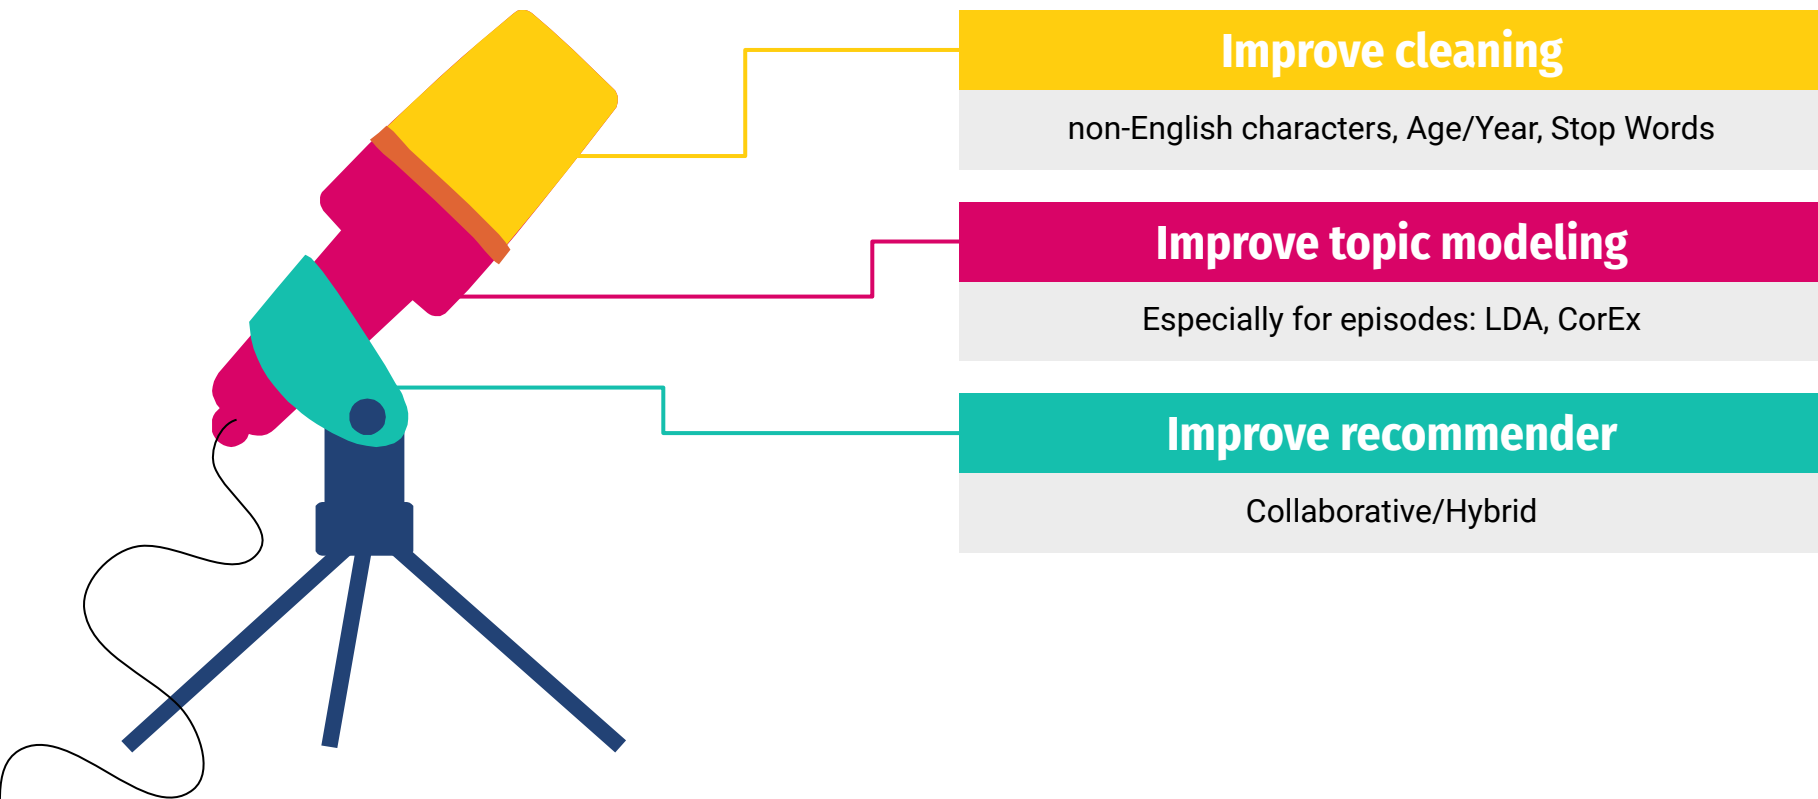 Improve cleaning
non-English characters, Age/Year, Stop Words
Improve topic modeling
Especially for episodes: LDA, CorEx
Improve recommender
Collaborative/Hybrid